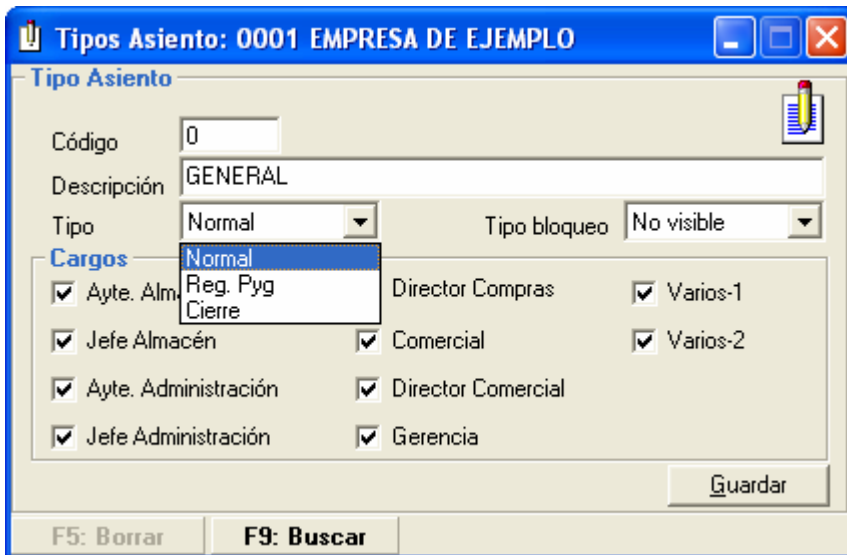 Tipos Asiento: 0001 EMPRESA DE EJEMPLO
Tipo Asiento
Código 0
Descripción GENERAL
Tipo Normal Tipo bloqueo No visible
Normal
Reg. Pyg
Cierre
Cargos
Ayte. Director Compras Varios-1
Jefe Almacén Comercial Varios-2
Ayte. Administración Director Comercial
Jefe Administración Gerencia
Guardar
F5: Borrar F9: Buscar